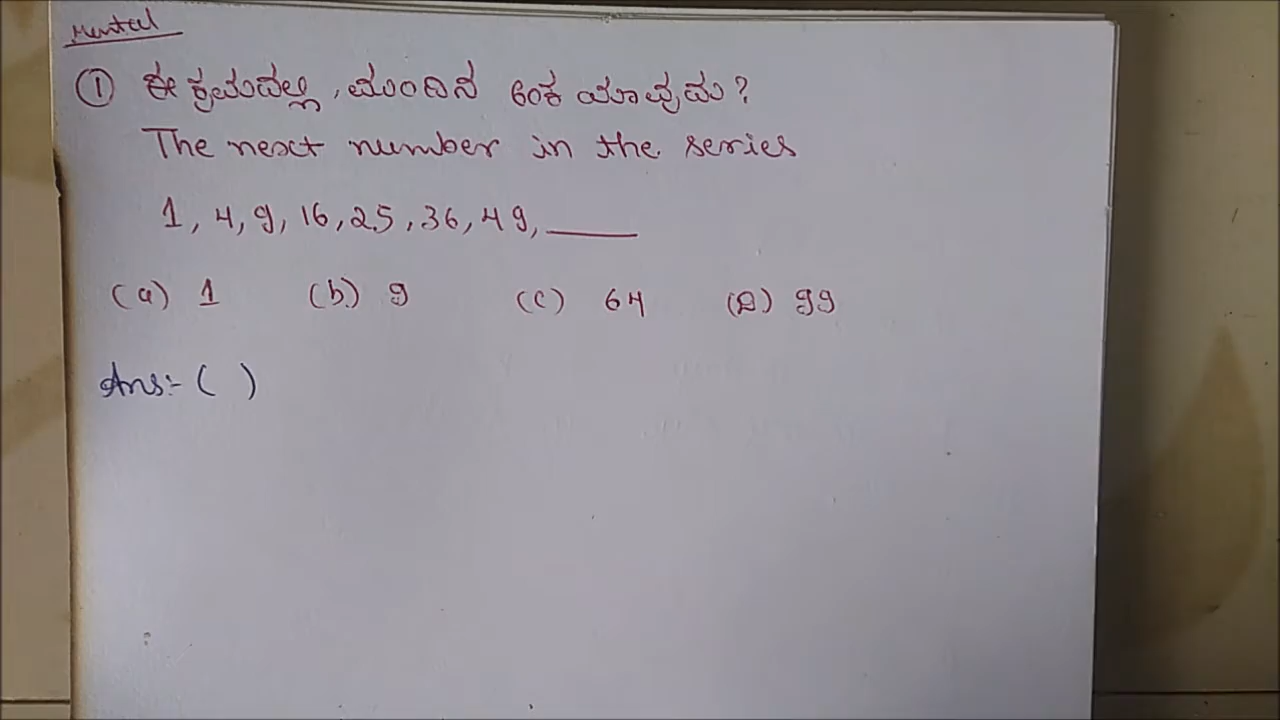 Mental
① ಈ ಕ್ರಮದಲ್ಲಿ, ಮುಂದಿನ ಅಂಕ ಯಾವುದು?
The next number in the series
1, 4, 9, 16, 25, 36, 49, ____
(a) 1 (b) 9 (c) 64 (D) 99
Ans:- ( )